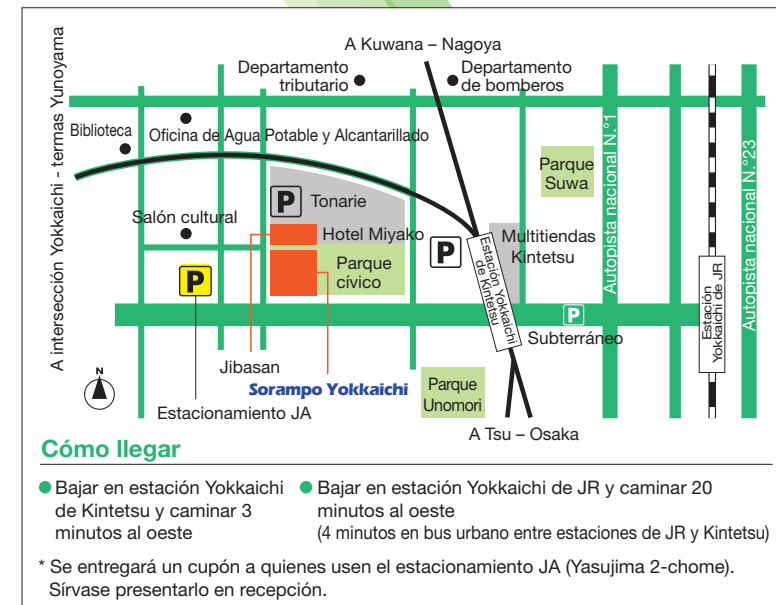 A Kuwana – Nagoya
Departamento
tributario
Departamento
de bomberos
A intersección Yokkaichi - termas Yunoyama
Biblioteca
Oficina de Agua Potable y Alcantarillado
Autopista nacional N.°1
Autopista nacional N.°23
Parque
Suwa
P
Tonarie
Salón cultural
Hotel Miyako
P
Estación Yokkaichi
de Kintetsu
Multitiendas
Kintetsu
P
Parque
cívico
Estación
Yokkaichi de JR
P
Subterráneo
N
Jibasan
Sorampo Yokkaichi
Parque
Unomori
Estacionamiento JA
A Tsu – Osaka
Cómo llegar
Bajar en estación Yokkaichi
de Kintetsu y caminar 3
minutos al oeste
Bajar en estación Yokkaichi de JR y caminar 20
minutos al oeste
(4 minutos en bus urbano entre estaciones de JR y Kintetsu)
* Se entregará un cupón a quienes usen el estacionamiento JA (Yasujima 2-chome).
Sírvase presentarlo en recepción.